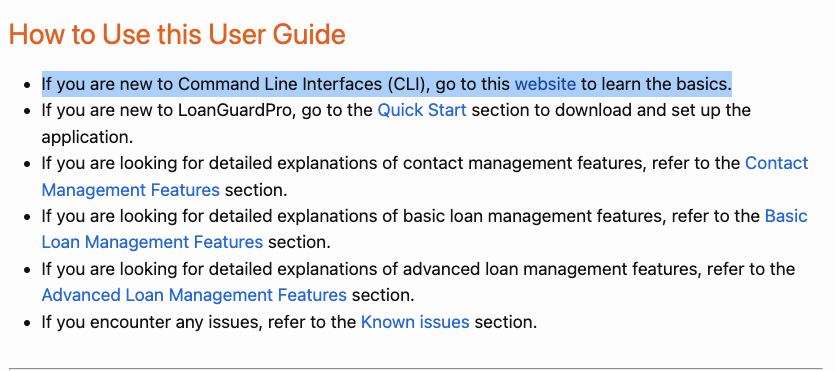 How to Use this User Guide
• If you are new to Command Line Interfaces (CLI), go to this website to learn the basics.
• If you are new to LoanGuardPro, go to the Quick Start section to download and set up the
application.
• If you are looking for detailed explanations of contact management features, refer to the Contact
Management Features section.
• If you are looking for detailed explanations of basic loan management features, refer to the Basic
Loan Management Features section.
• If you are looking for detailed explanations of advanced loan management features, refer to the
Advanced Loan Management Features section.
• If you encounter any issues, refer to the Known issues section.